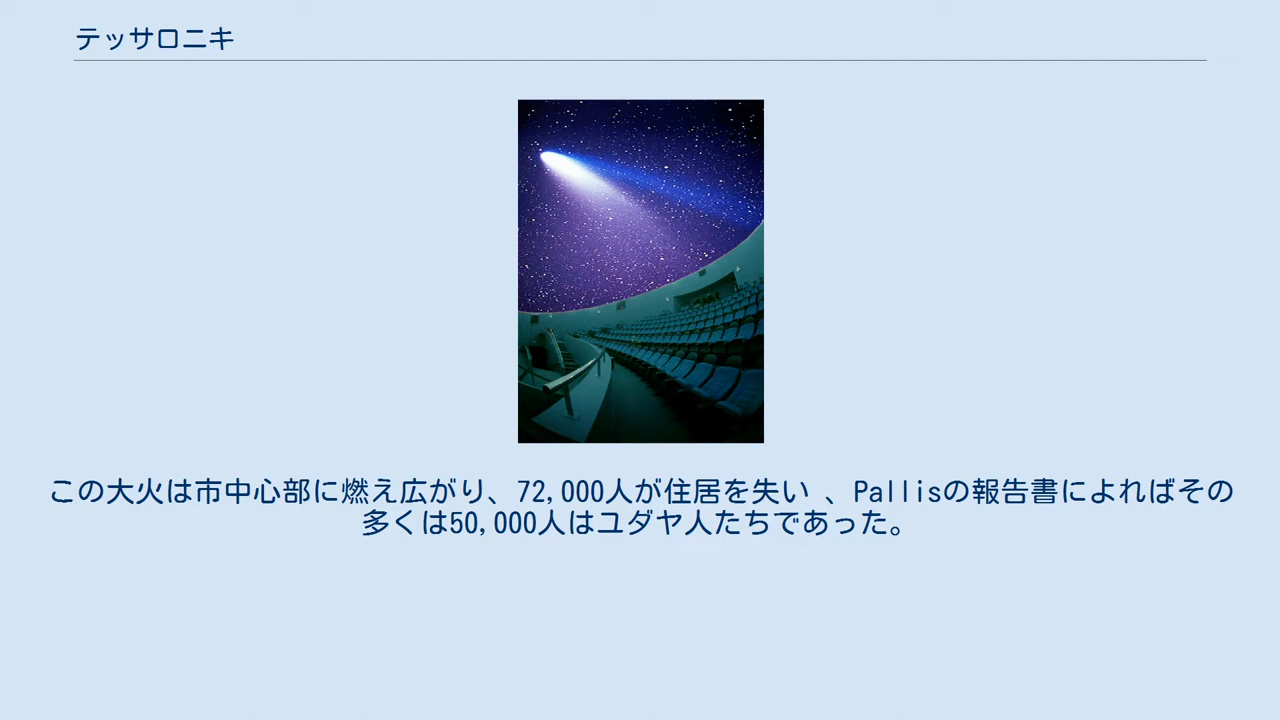 テッサロニキ
この大火は市中心部に燃え広がり、72,000人が住居を失い 、Pallisの報告書によればその
多くは50,000人はユダヤ人たちであった。